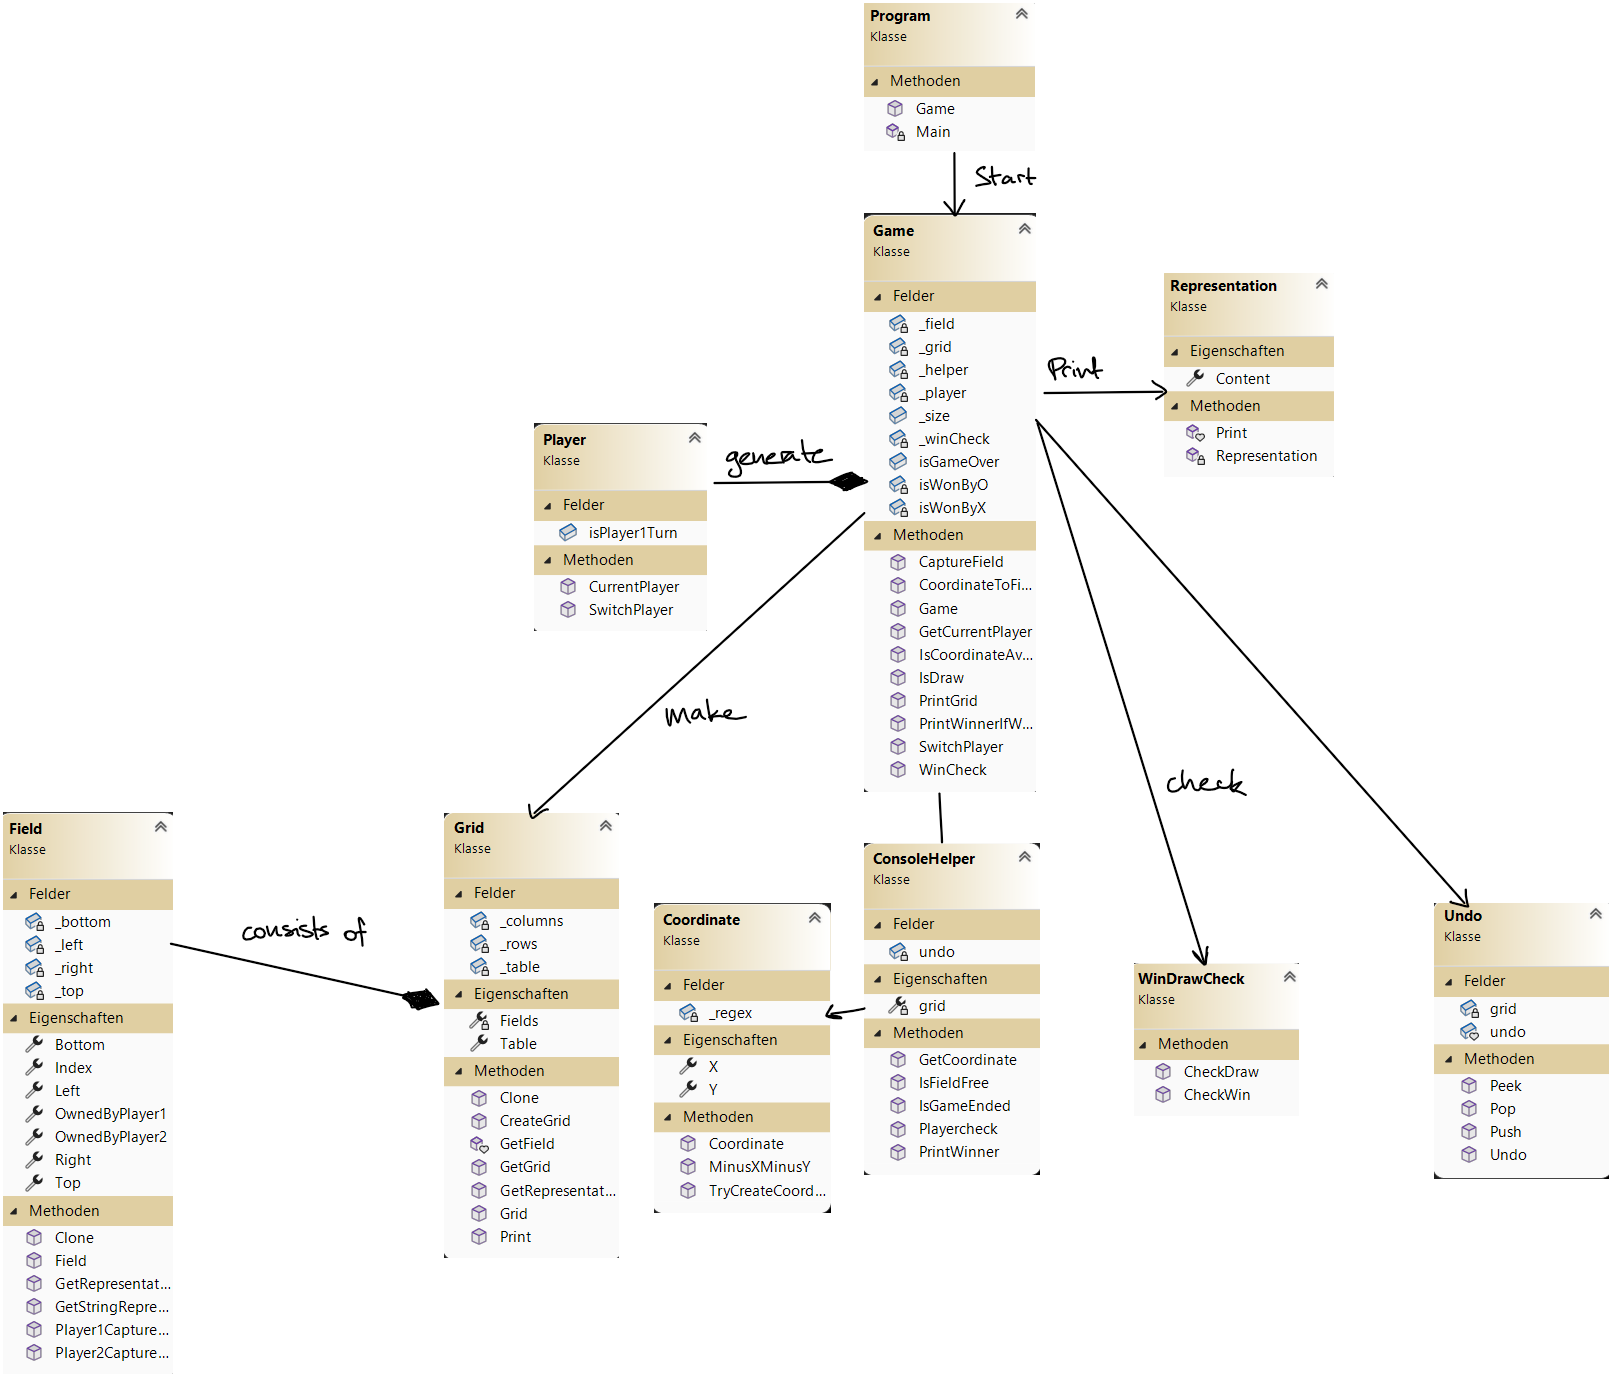 Program
Klasse
Methoden
Game
Main
Start
Game
Klasse
Felder
_field
_grid
_helper
_player
_size
_winCheck
isGameOver
isWonByO
isWonByX
Methoden
CaptureField
CoordinateToFi...
Game
GetCurrentPlayer
IsCoordinateAv...
IsDraw
PrintGrid
PrintWinnerIfW...
SwitchPlayer
WinCheck
Print
Representation
Klasse
Eigenschaften
Content
Methoden
Print
Representation
Player
Klasse
Felder
isPlayer1Turn
Methoden
CurrentPlayer
SwitchPlayer
generate
make
check
Field
Klasse
Felder
_bottom
_left
_right
_top
Eigenschaften
Bottom
Index
Left
OwnedByPlayer1
OwnedByPlayer2
Right
Top
Methoden
Clone
Field
GetRepresentat...
GetStringRepre...
Player1Capture...
Player2Capture...
consists of
Grid
Klasse
Felder
_columns
_rows
_table
Eigenschaften
Fields
Table
Methoden
Clone
CreateGrid
GetField
GetGrid
GetRepresentat...
Grid
Print
Coordinate
Klasse
Felder
_regex
Eigenschaften
X
Y
Methoden
Coordinate
MinusXMinusY
TryCreateCoord...
ConsoleHelper
Klasse
Felder
undo
Eigenschaften
grid
Methoden
GetCoordinate
IsFieldFree
IsGameEnded
Playercheck
PrintWinner
WinDrawCheck
Klasse
Methoden
CheckDraw
CheckWin
Undo
Klasse
Felder
grid
undo
Methoden
Peek
Pop
Push
Undo